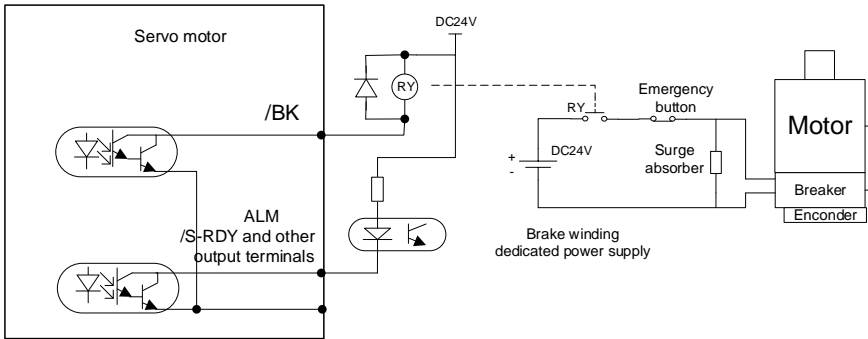 Servo motor
DC24V
RY
/BK
ALM
/S-RDY and other
output terminals
RY
Emergency
button
+
-
DC24V
Surge
absorber
Brake winding
dedicated power supply
Motor
Breaker
Enconder